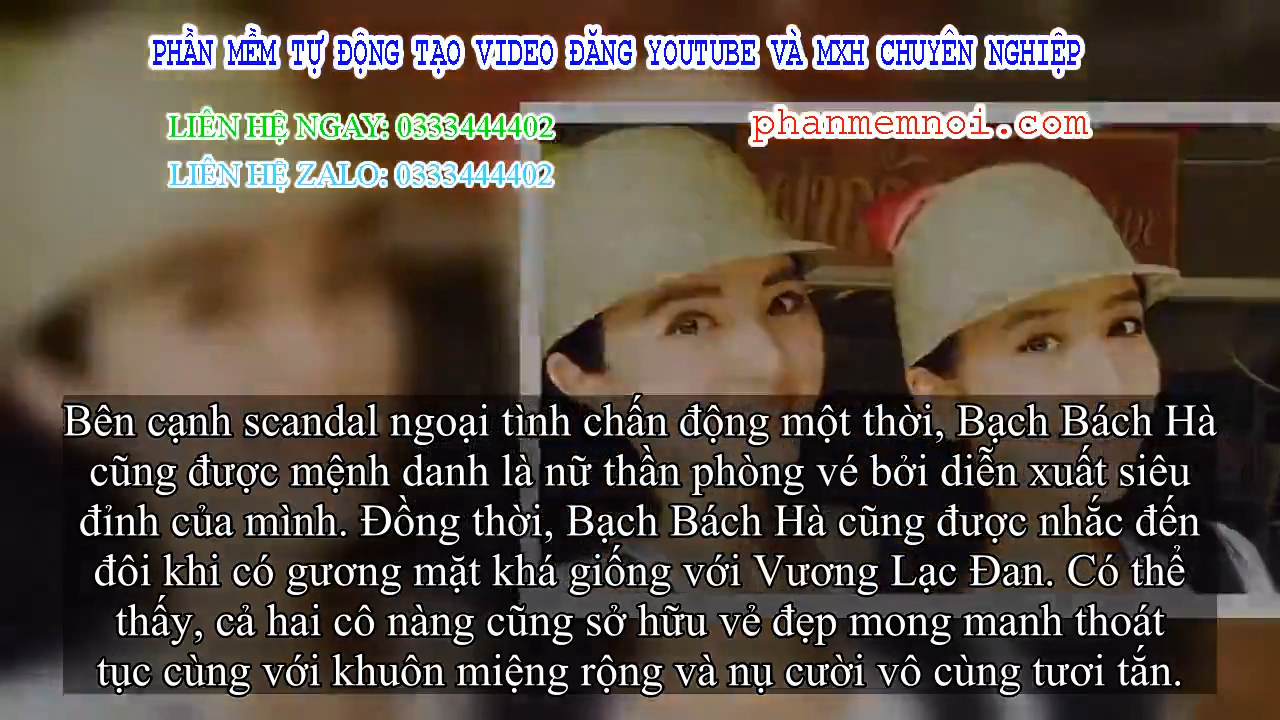 PHẦN MỀM TỰ ĐỘNG TẠO VIDEO ĐĂNG YOUTUBE VÀ MXH CHUYÊN NGHIỆP
LIÊN HỆ NGAY: 0333444402
phanmemnoi.com
LIÊN HỆ ZALO: 0333444402
Bên cạnh scandal ngoại tình chấn động một thời, Bạch Bách Hà
cũng được mệnh danh là nữ thần phòng vé bởi diễn xuất siêu
đỉnh của mình. Đồng thời, Bạch Bách Hà cũng được nhắc đến
đôi khi có gương mặt khá giống với Vương Lạc Đan. Có thể
thấy, cả hai cô nàng cũng sở hữu vẻ đẹp mong manh thoát
tục cùng với khuôn miệng rộng và nụ cười vô cùng tươi tắn.